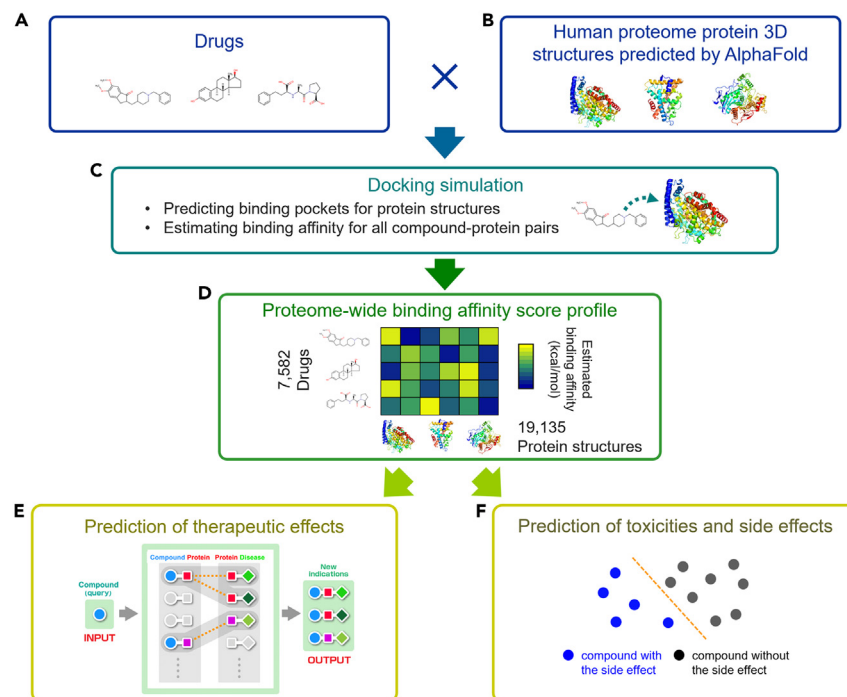 A
Drugs
×
B
Human proteome protein 3D
structures predicted by AlphaFold
C
Docking simulation
• Predicting binding pockets for protein structures
• Estimating binding affinity for all compound-protein pairs
D
Proteome-wide binding affinity score profile
7,582
Drugs
Estimated
binding affinity
(kcal/mol)
19,135
Protein structures
E
Prediction of therapeutic effects
Compound
(query)
INPUT
Compound Protein
Protein Disease
New
Indications
OUTPUT
F
Prediction of toxicities and side effects
compound with
the side effect
compound without
the side effect